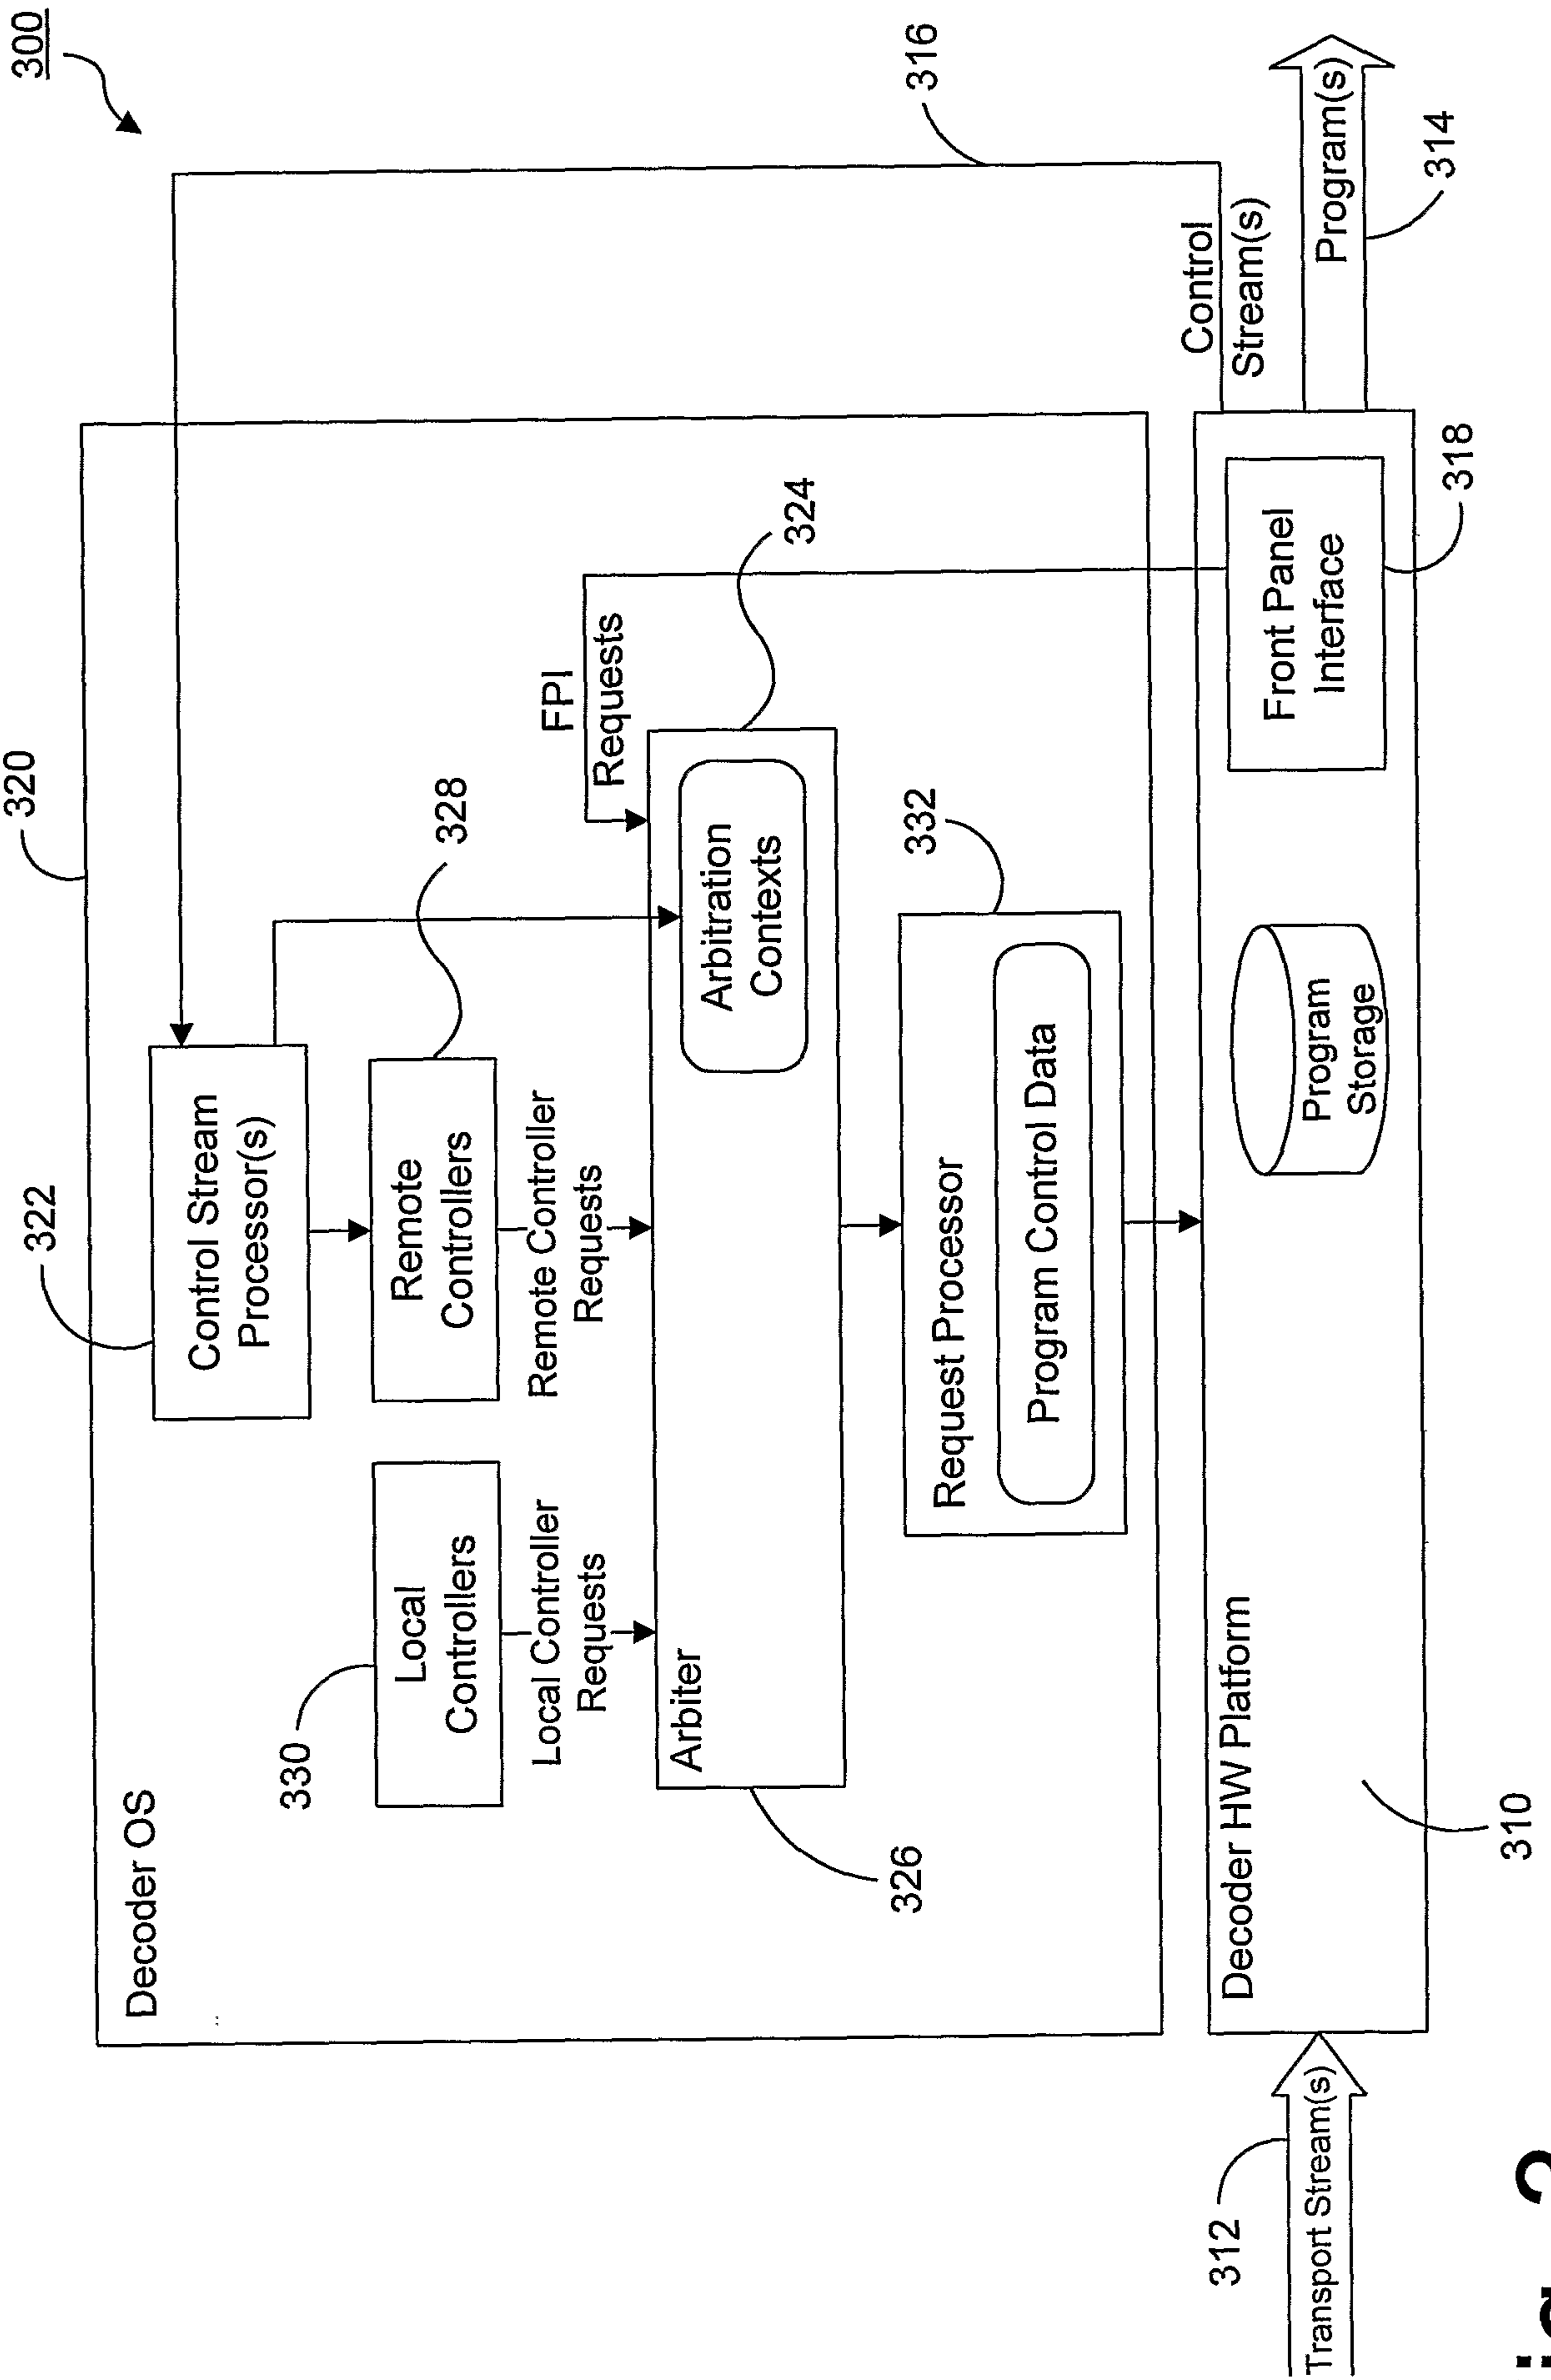 300
320
Decoder OS
322
Control Stream
Processor(s)
316
330
Local
Controllers
Remote
Controllers
328
Local Controller
Requests
Remote Controller
Requests
FPI
Requests
324
Arbiter
Arbitration
Contexts
326
332
Request Processor
Program Control Data
Control
Stream(s)
Decoder HW Platform
Program
Storage
Front Panel
Interface
318
312
Transport Stream(s)
Program(s)
314
310